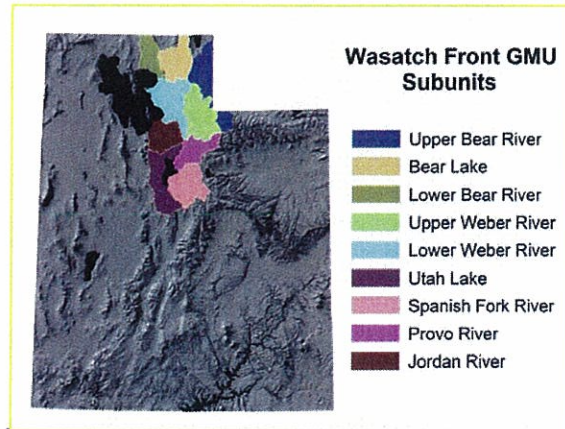 Wasatch Front GMU
Subunits
Upper Bear River
Bear Lake
Lower Bear River
Upper Weber River
Lower Weber River
Utah Lake
Spanish Fork River
Provo River
Jordan River